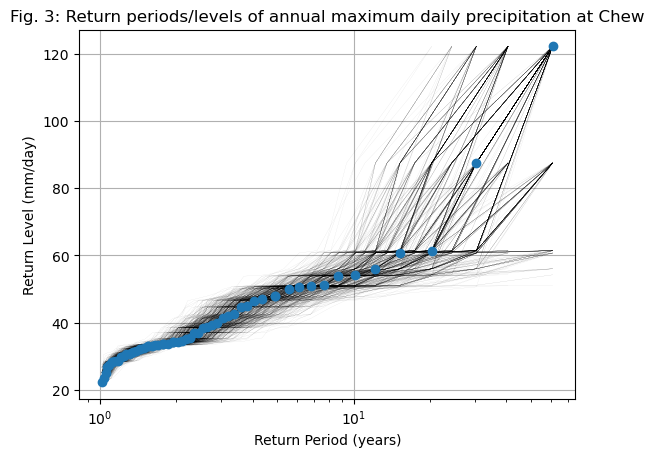 Fig. 3: Return periods/levels of annual maximum daily precipitation at Chew
120
100
80
60
40
20
Return Level (mm/day)
10⁰
10¹
Return Period (years)